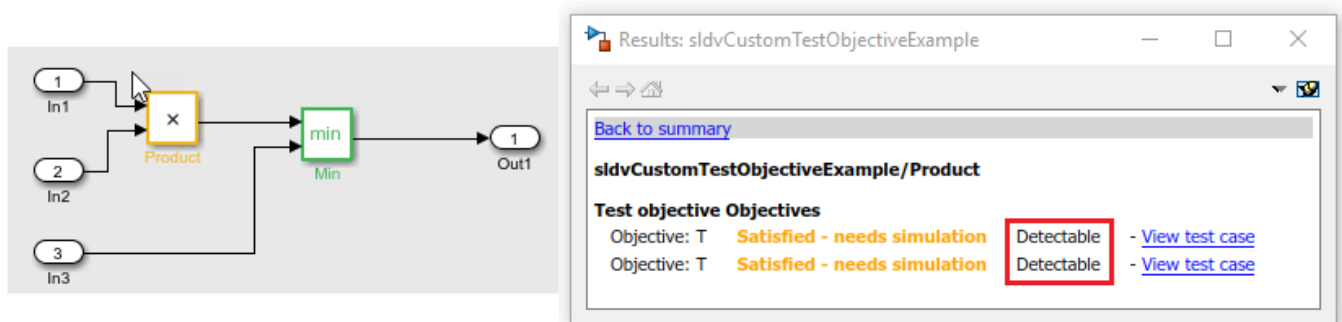 1
In1
×
Product
2
In2
min
Min
1
Out1
3
In3
Results: sldvCustomTestObjectiveExample
Back to summary
sldvCustomTestObjectiveExample/Product
Test objective Objectives
Objective: T Satisfied - needs simulation Detectable - View test case
Objective: T Satisfied - needs simulation Detectable - View test case